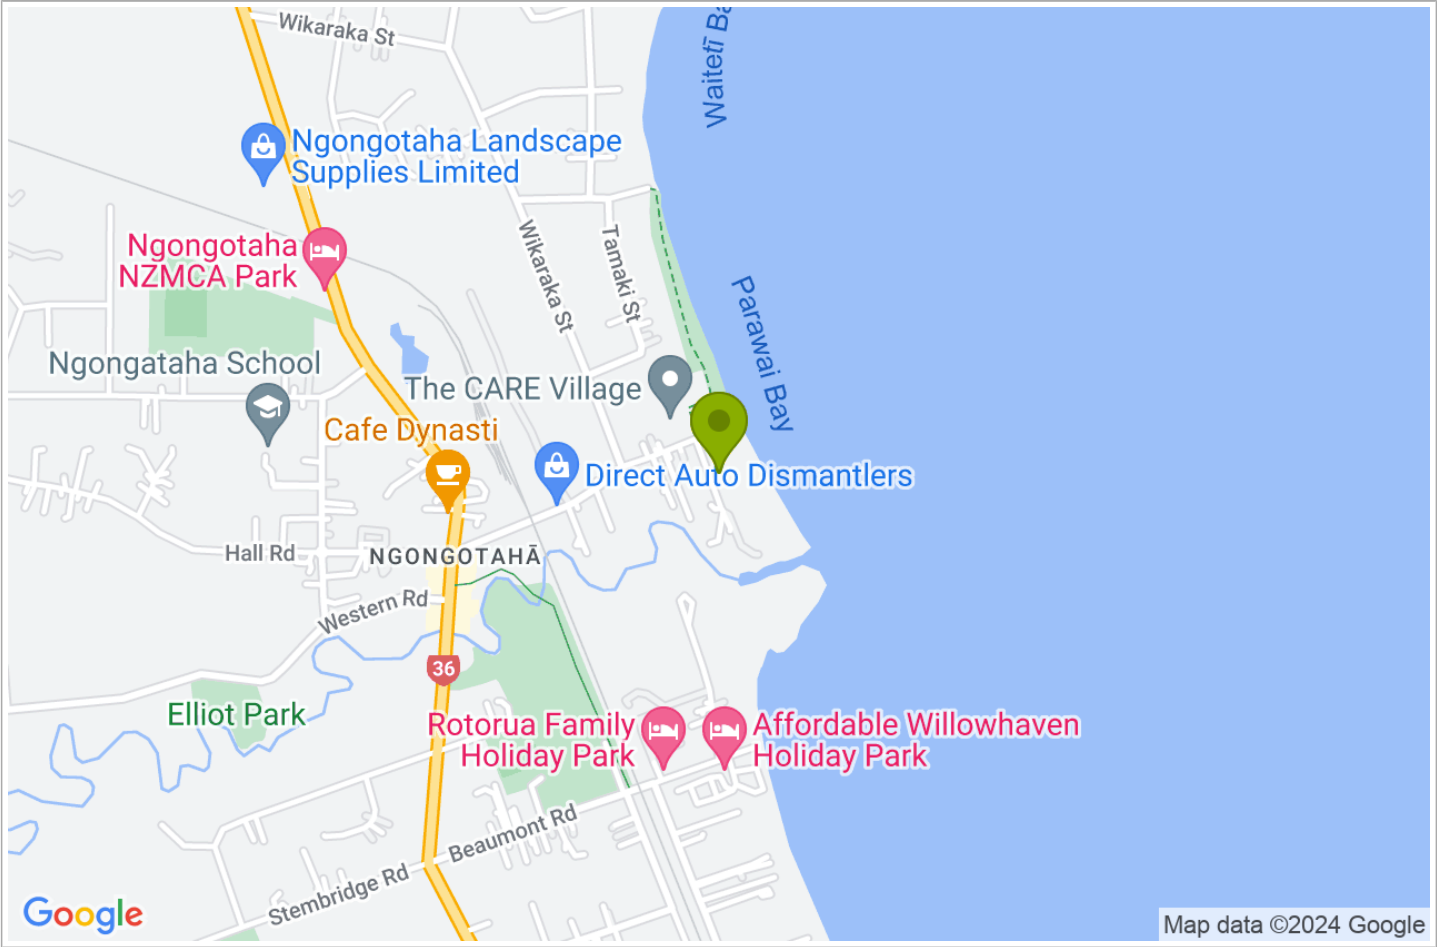 Wikaraka St
Waitetī Ba
Ngongotaha Landscape
Supplies Limited
Ngongotaha
NZMCA Park
Wikaraka St
Tamaki St
Parawai Bay
Ngongataha School
The CARE Village
Cafe Dynasti
Direct Auto Dismantlers
Hall Rd
NGONGOTAHĀ
Western Rd
36
Elliot Park
Rotorua Family
Holiday Park
Affordable Willowhaven
Holiday Park
Beaumont Rd
Stembridge Rd
Google
Map data ©2024 Google